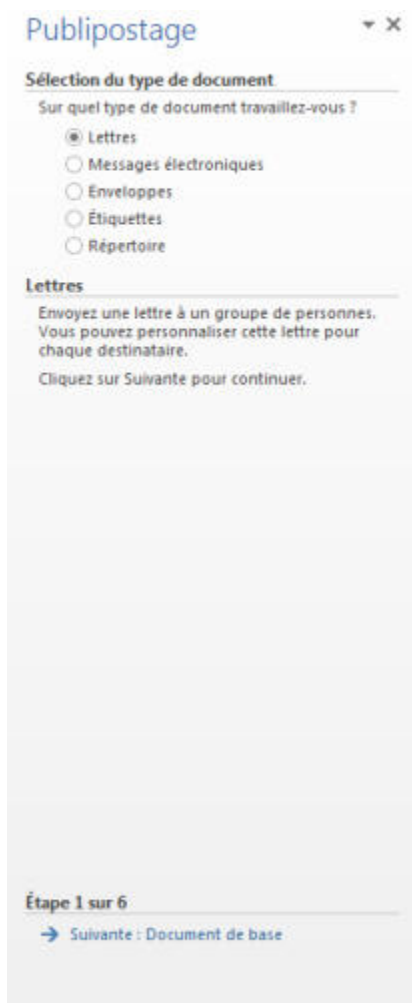 Publipostage
Sélection du type de document
Sur quel type de document travaillez-vous ?
Lettres
Messages électroniques
Enveloppes
Étiquettes
Répertoire
Lettres
Envoyez une lettre à un groupe de personnes.
Vous pouvez personnaliser cette lettre pour
chaque destinataire.
Cliquez sur Suivante pour continuer.
Étape 1 sur 6
Suivante : Document de base